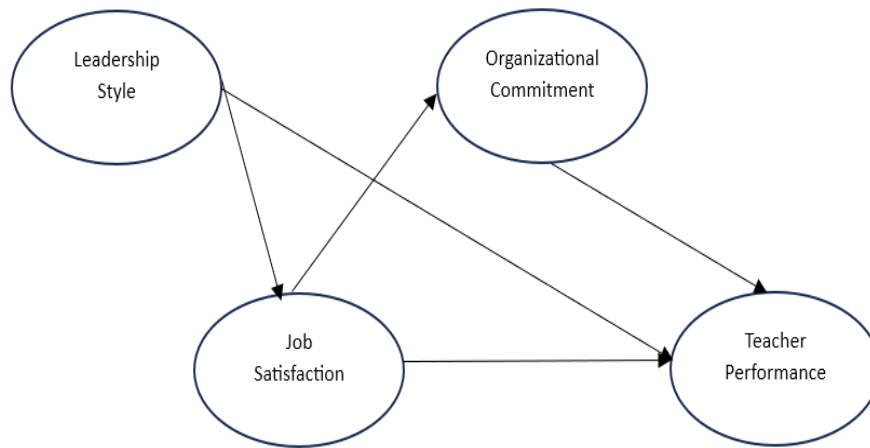 Leadership
Style
Organizational
Commitment
Job
Satisfaction
Teacher
Performance